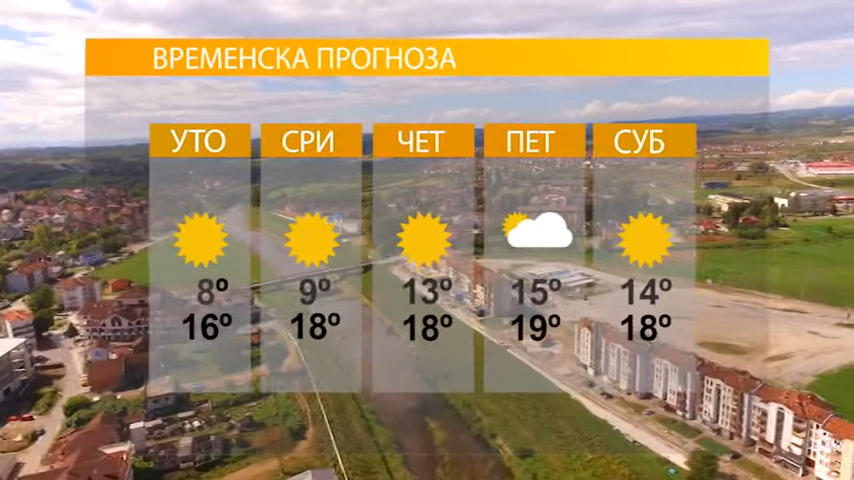 ВРЕМЕНСКА ПРОГНОЗА
УТО СРИ ЧЕТ ПЕТ СУБ
8º 9º 13º 15º 14º
16º 18º 18º 19º 18º